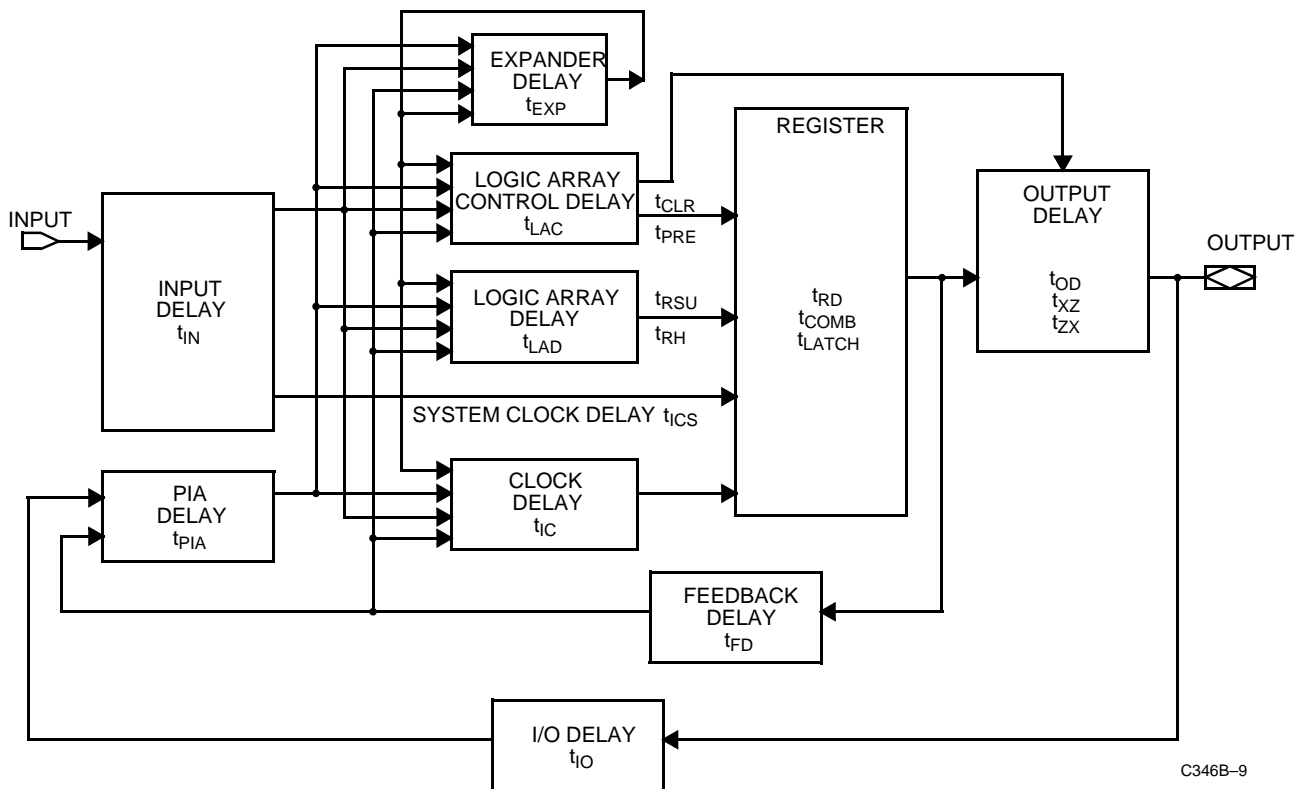 EXPANDER
DELAY
tEXP
REGISTER
LOGIC ARRAY
CONTROL DELAY
tLAC
tCLR
tPRE
OUTPUT
DELAY
tOD
tXZ
tZX
INPUT
OUTPUT
INPUT
DELAY
tIN
LOGIC ARRAY
DELAY
tLAD
tRSU
tRH
tRD
tCOMB
tLATCH
SYSTEM CLOCK DELAY tICS
PIA
DELAY
tPIA
CLOCK
DELAY
tIC
FEEDBACK
DELAY
tFD
I/O DELAY
tIO
C346B–9